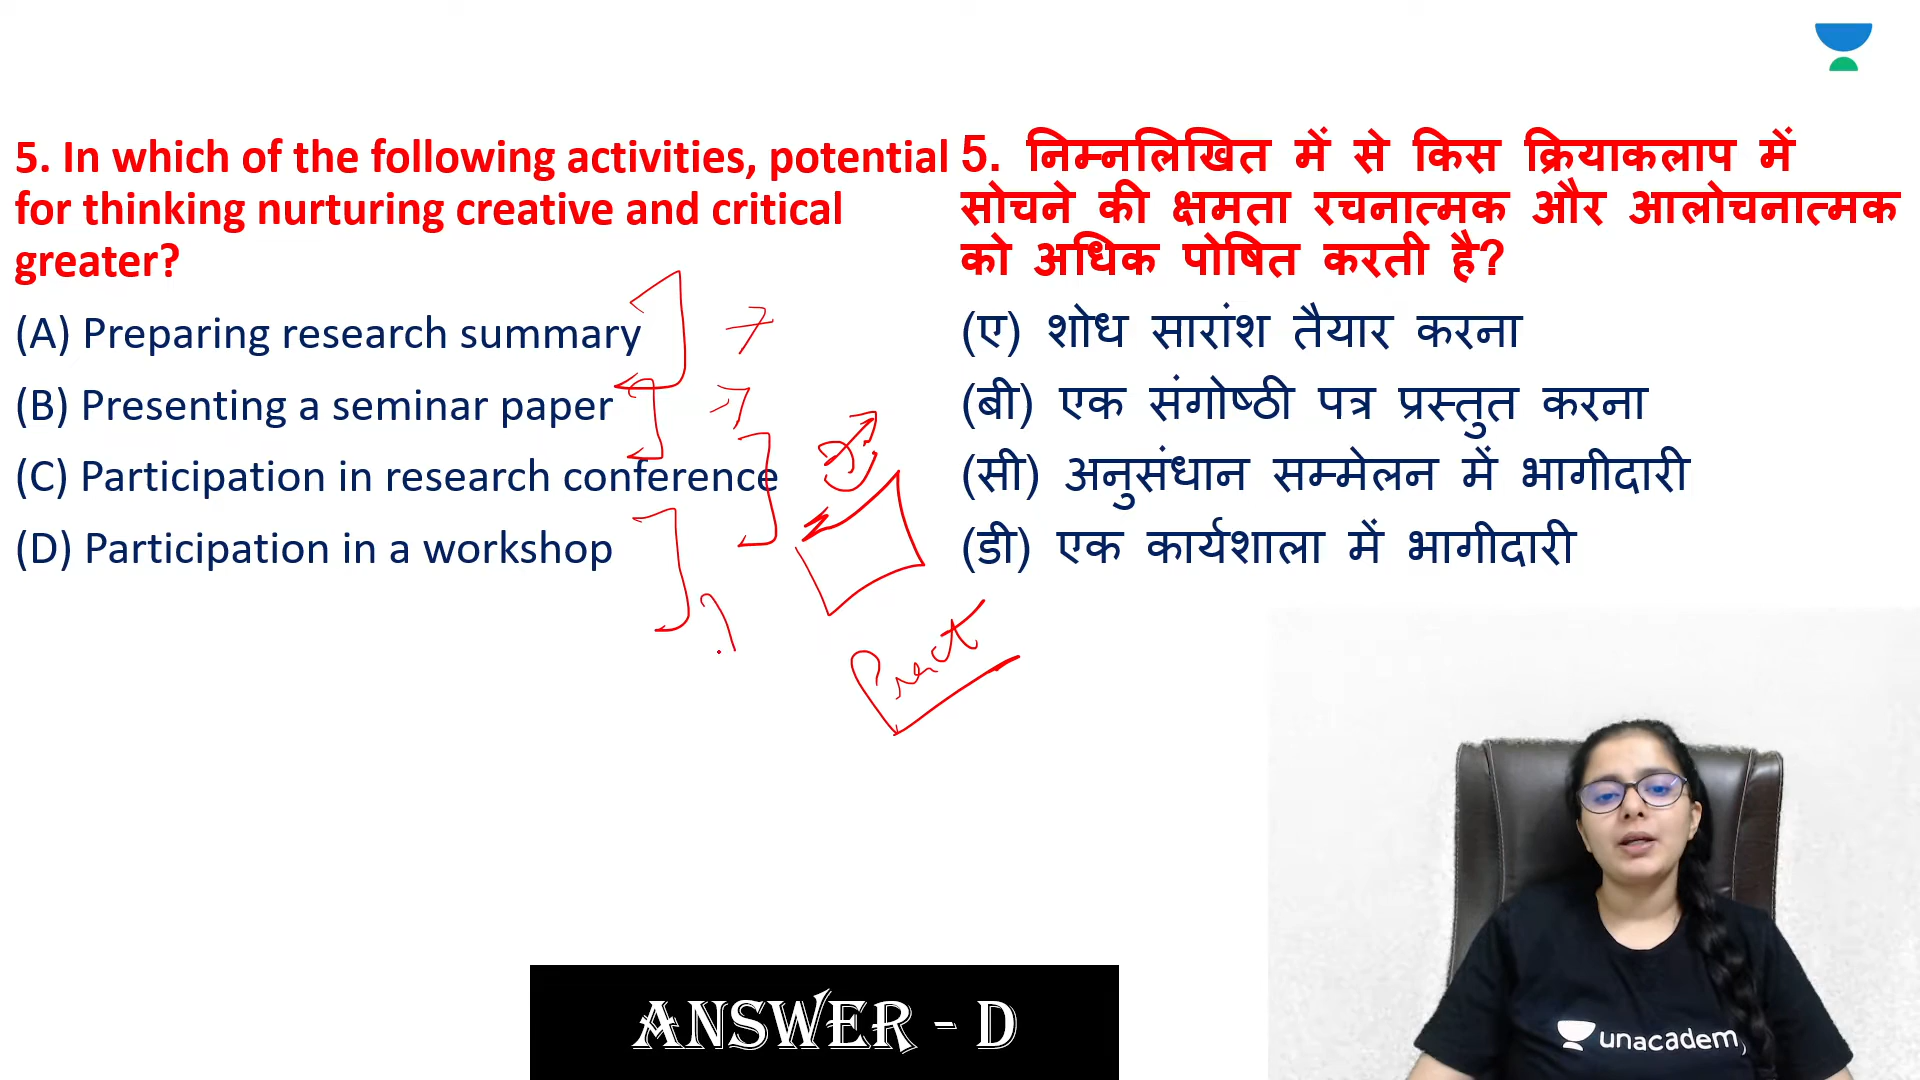 5. In which of the following activities, potential
for thinking nurturing creative and critical
greater?
(A) Preparing research summary
(B) Presenting a seminar paper
(C) Participation in research conference
(D) Participation in a workshop
5. निम्नलिखित में से किस क्रियाकलाप में
सोचने की क्षमता रचनात्मक और आलोचनात्मक
को अधिक पोषित करती है?
(ए) शोध सारांश तैयार करना
(बी) एक संगोष्ठी पत्र प्रस्तुत करना
(सी) अनुसंधान सम्मेलन में भागीदारी
(डी) एक कार्यशाला में भागीदारी
?
Pract
ANSWER - D
unacadem